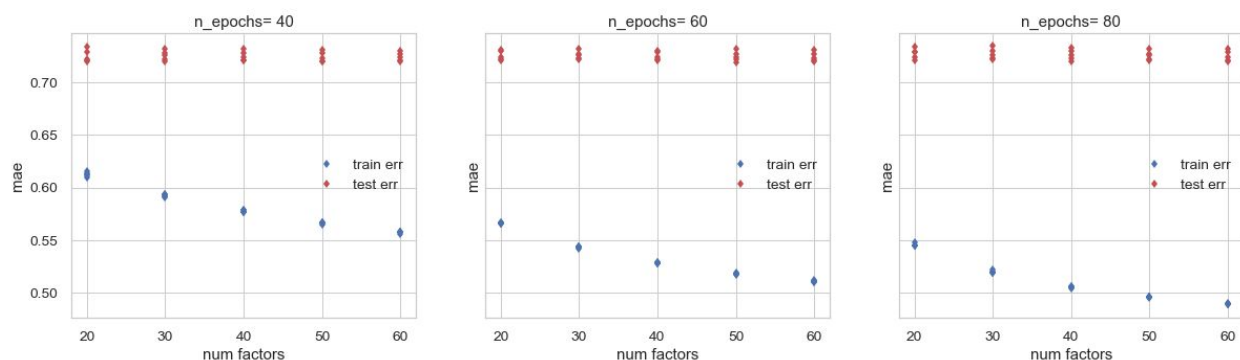 n_epochs= 40
0.70
0.65
0.60
0.55
0.50
mae
train err
test err
20 30 40 50 60
num factors
n_epochs= 60
mae
train err
test err
20 30 40 50 60
num factors
n_epochs= 80
mae
train err
test err
20 30 40 50 60
num factors